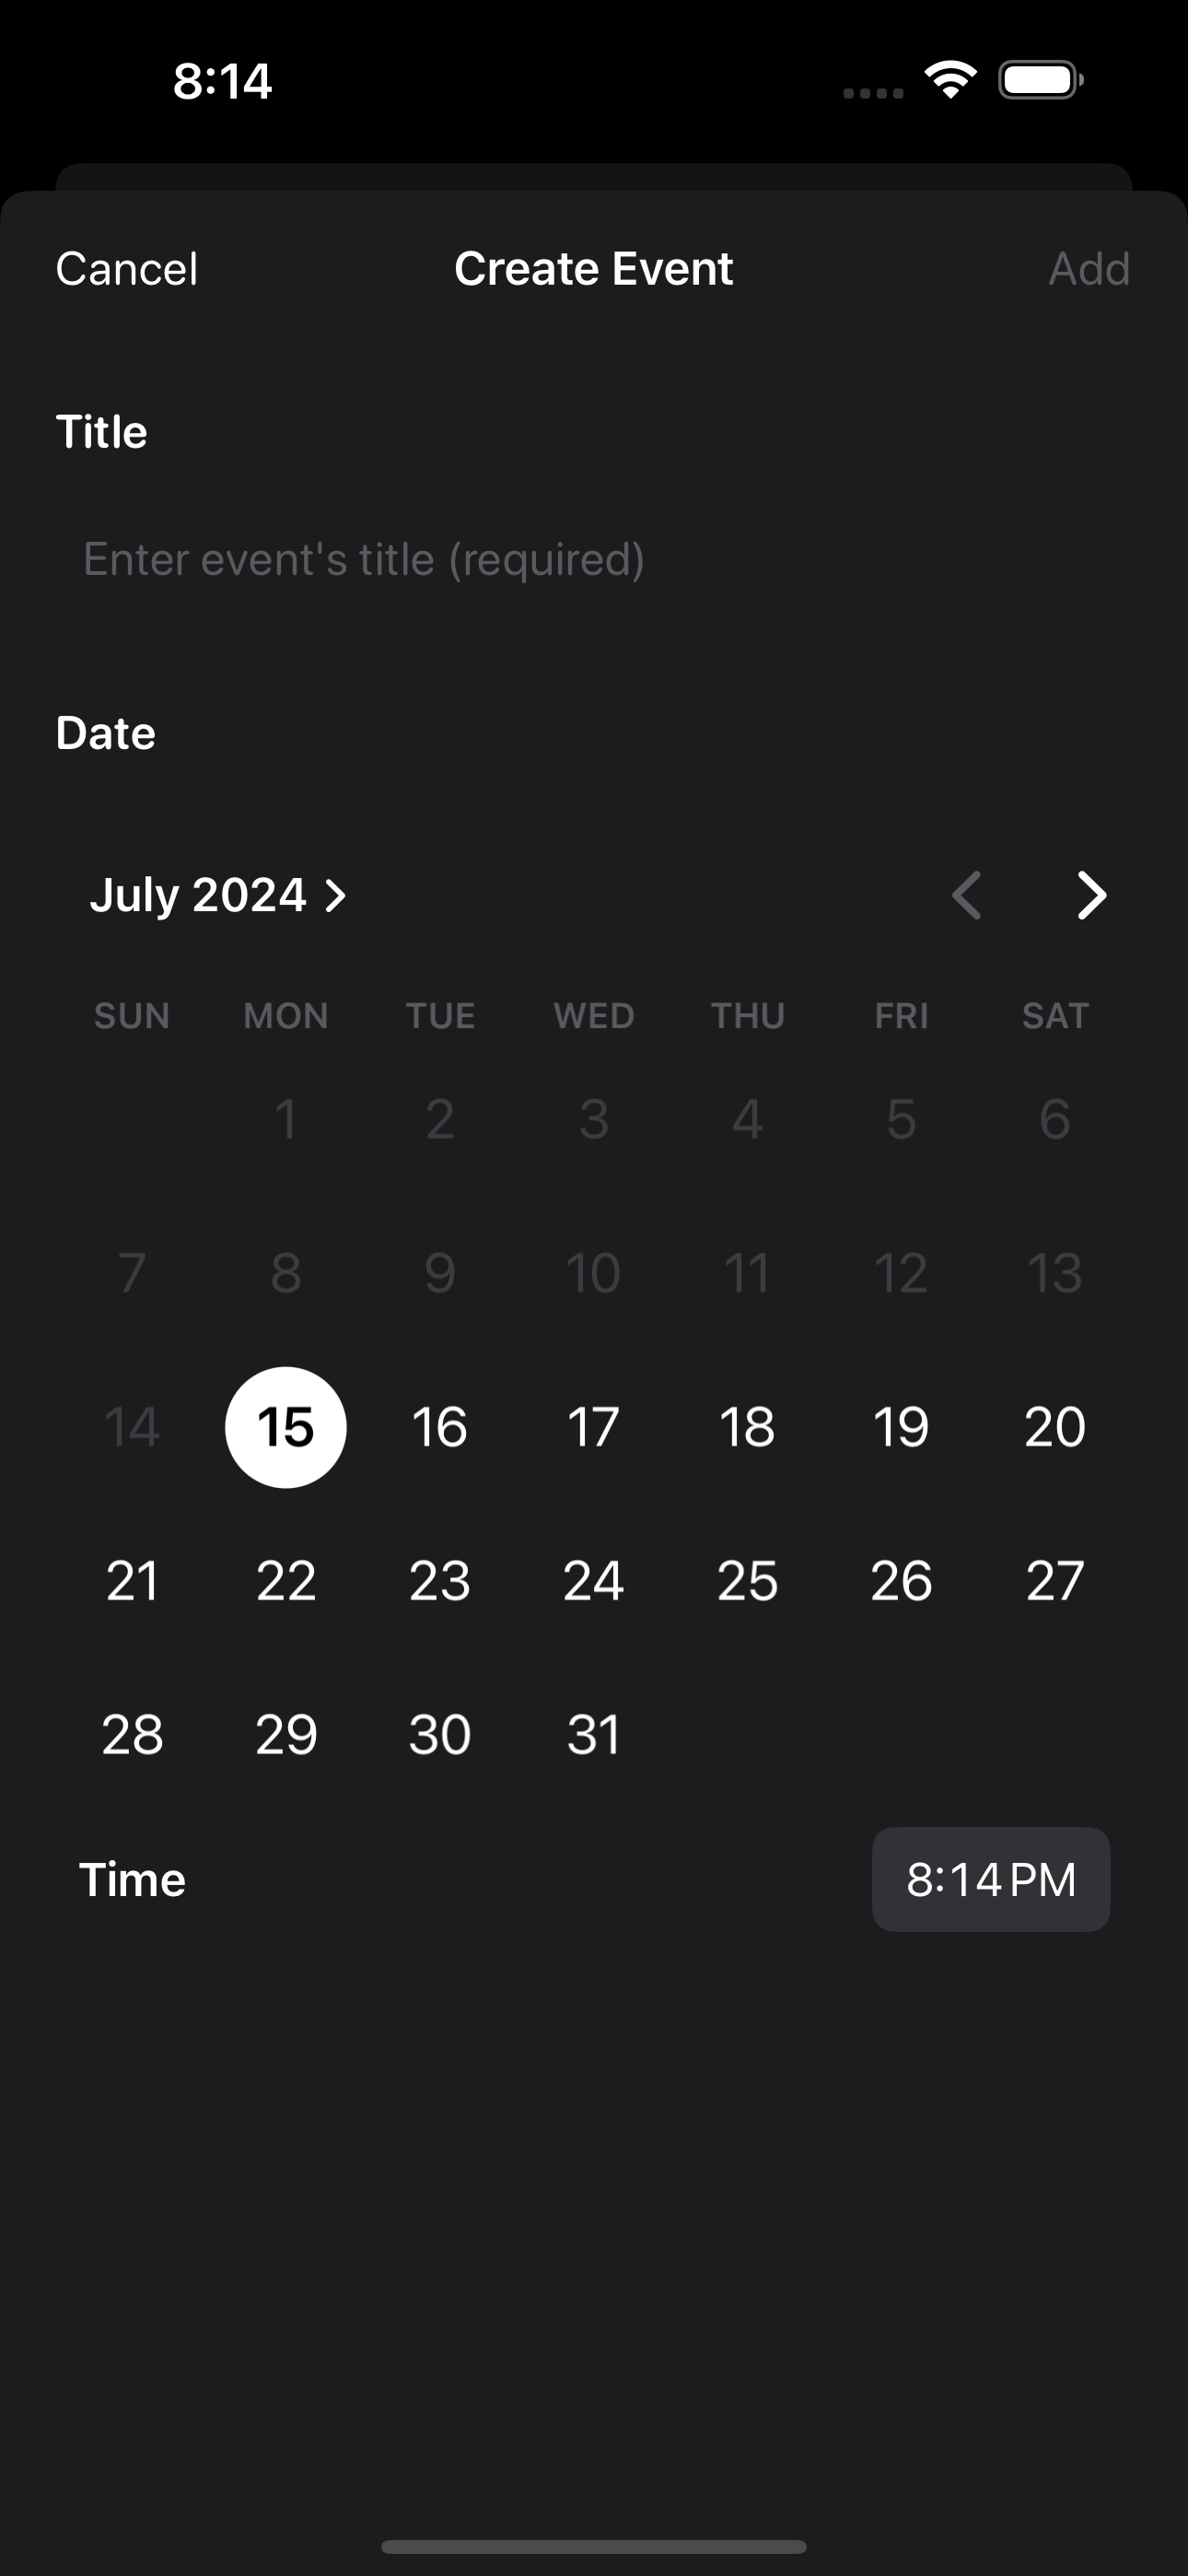 8:14
Cancel Create Event Add
Title
Enter event's title (required)
Date
July 2024
SUN MON TUE WED THU FRI SAT
1 2 3 4 5 6
7 8 9 10 11 12 13
14 15 16 17 18 19 20
21 22 23 24 25 26 27
28 29 30 31
Time 8:14 PM